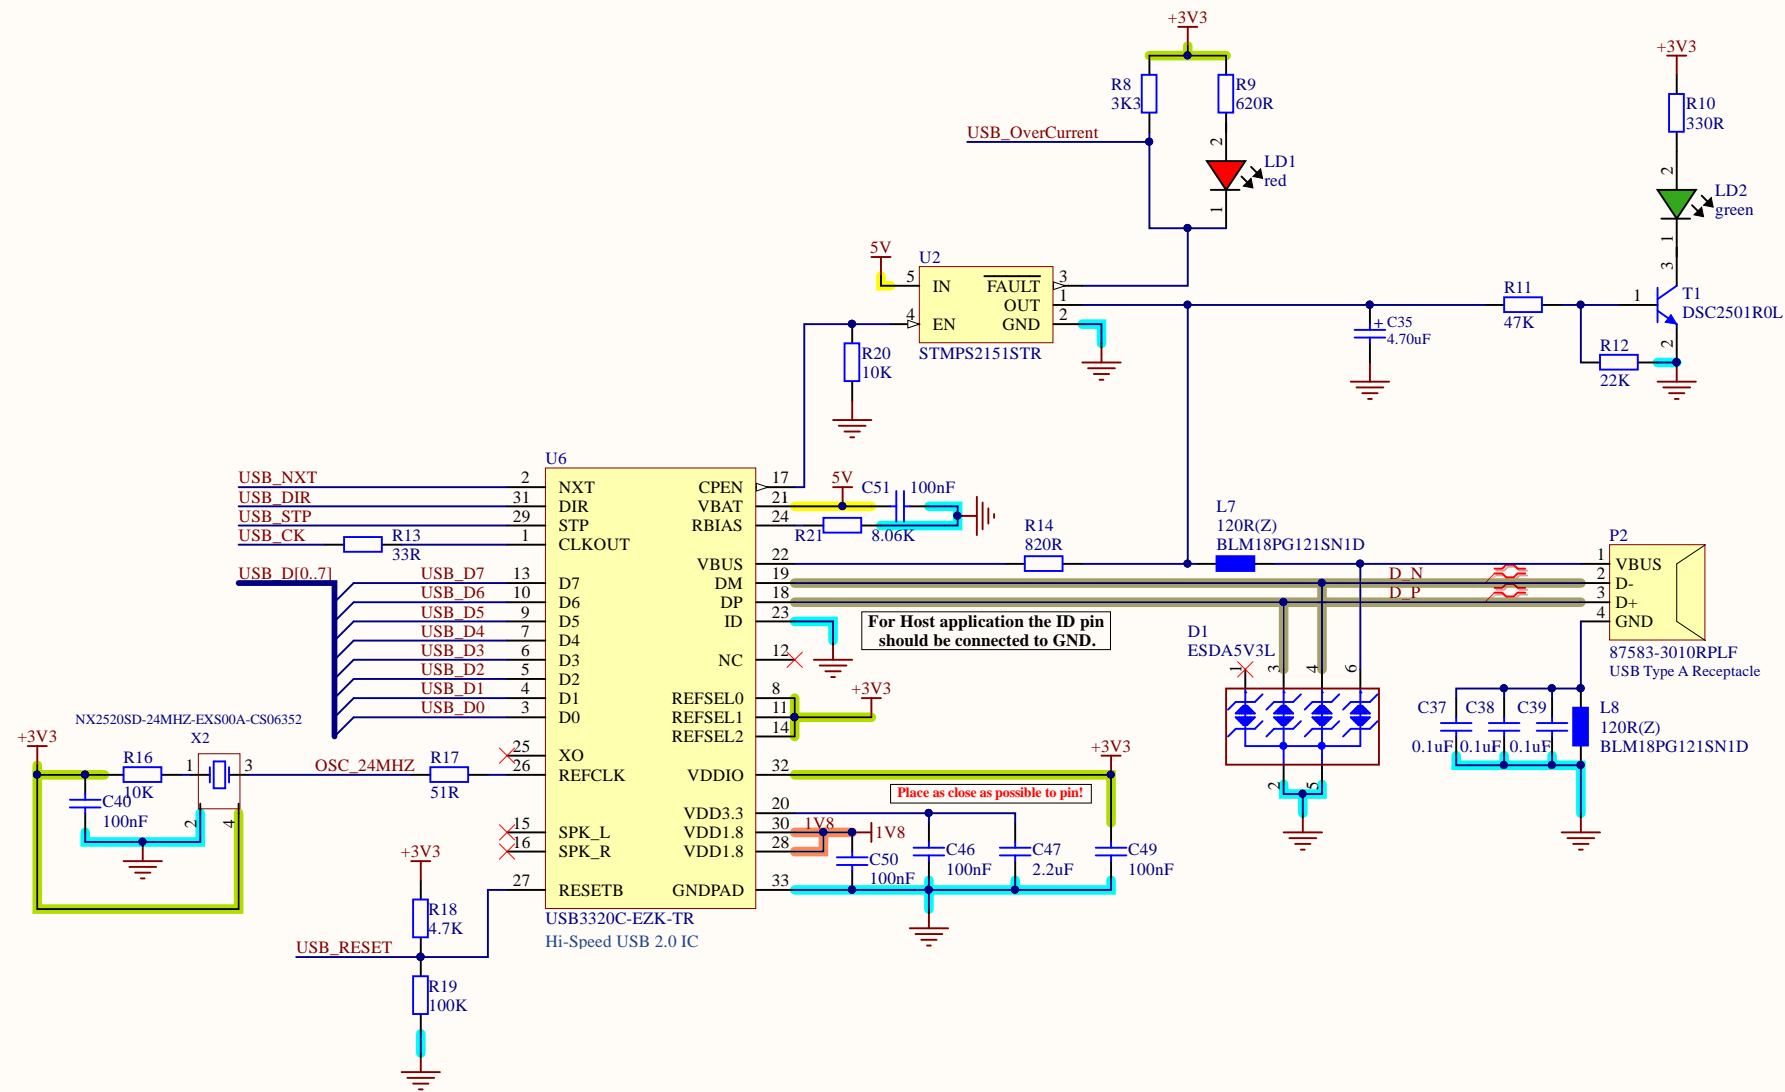 +3V3
R8
3K3
R9
620R
USB_OverCurrent
2
LD1
red
1
+3V3
R10
330R
2
LD2
green
1
3
1
T1
DSC2501R0L
2
R11
47K
R12
22K
+ C35
4.70uF
5V
U2
5
IN
FAULT
3
OUT
1
4
EN
GND
2
STMPS2151STR
R20
10K
U6
USB_NXT
2
NXT
CPEN
17
USB_DIR
31
DIR
VBAT
21
USB_STP
29
STP
RBIAS
24
USB_CK
R13
33R
1
CLKOUT
5V
C51
100nF
R21
8.06K
VBUS
22
R14
820R
L7
120R(Z)
BLM18PG121SN1D
USB_D[0..7]
USB_D7
13
D7
DM
19
USB_D6
10
D6
DP
18
USB_D5
9
D5
ID
23
USB_D4
7
D4
USB_D3
6
D3
NC
12
USB_D2
5
D2
USB_D1
4
D1
REFSEL0
8
USB_D0
3
D0
REFSEL1
11
REFSEL2
14
+3V3
For Host application the ID pin
should be connected to GND.
D_N
D_P
P2
1
VBUS
2
D-
3
D+
4
GND
87583-3010RPLF
USB Type A Receptacle
D1
ESDA5V3L
1
3
4
6
2
5
C37
C38
C39
0.1uF
0.1uF
0.1uF
L8
120R(Z)
BLM18PG121SN1D
NX2520SD-24MHZ-EXS00A-CS06352
X2
+3V3
R16
10K
1
3
OSC_24MHZ
R17
51R
C40
100nF
2
4
25
XO
26
REFCLK
VDDIO
32
+3V3
Place as close as possible to pin!
VDD3.3
20
15
SPK_L
VDD1.8
30
1V8
1V8
16
SPK_R
VDD1.8
28
C50
100nF
C46
100nF
C47
2.2uF
C49
100nF
27
RESETB
GNDPAD
33
USB3320C-EZK-TR
Hi-Speed USB 2.0 IC
+3V3
R18
4.7K
USB_RESET
R19
100K